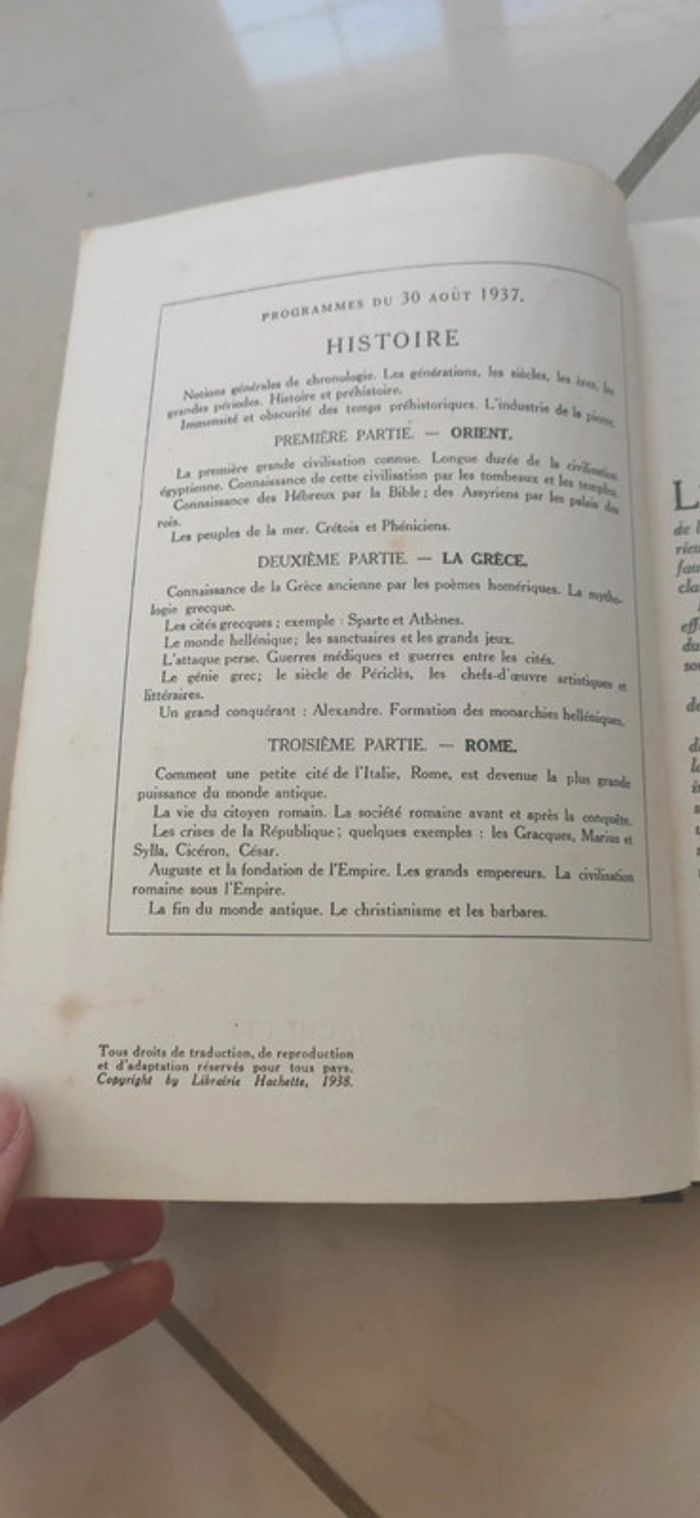 PROGRAMMES DU 30 AOÛT 1937.
HISTOIRE
Notions générales de chronologie. Les générations, les siècles, les ères, les
grandes périodes. Histoire et préhistoire.
Immensité et obscurité des temps préhistoriques. L'industrie de la pierre.
PREMIÈRE PARTIE. — ORIENT.
La première grande civilisation connue. Longue durée de la civilisation
égyptienne. Connaissance de cette civilisation par les tombeaux et les temples.
Connaissance des Hébreux par la Bible; des Assyriens par les palais des
rois.
Les peuples de la mer. Crétois et Phéniciens.
DEUXIÈME PARTIE. — LA GRÈCE.
Connaissance de la Grèce ancienne par les poèmes homériques. La mytho-
logie grecque.
Les cités grecques; exemple : Sparte et Athènes.
Le monde hellénique; les sanctuaires et les grands jeux.
L'attaque perse. Guerres médiques et guerres entre les cités.
Le génie grec; le siècle de Périclès, les chefs-d'œuvre artistiques et
littéraires.
Un grand conquérant : Alexandre. Formation des monarchies helléniques.
TROISIÈME PARTIE. — ROME.
Comment une petite cité de l'Italie, Rome, est devenue la plus grande
puissance du monde antique.
La vie du citoyen romain. La société romaine avant et après la conquête.
Les crises de la République; quelques exemples : les Gracques, Marius et
Sylla, Cicéron, César.
Auguste et la fondation de l'Empire. Les grands empereurs. La civilisation
romaine sous l'Empire.
La fin du monde antique. Le christianisme et les barbares.
Tous droits de traduction, de reproduction
et d'adaptation réservés pour tous pays.
Copyright by Librairie Hachette, 1938.